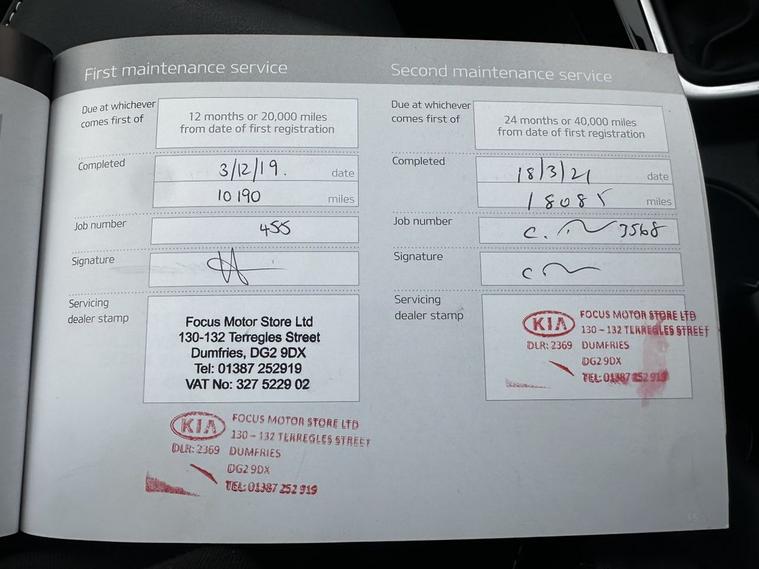 First maintenance service
Due at whichever
comes first of
12 months or 20,000 miles
from date of first registration
Completed
3/12/19.
date
10190
miles
Job number
455
Signature
Servicing
dealer stamp
Focus Motor Store Ltd
130-132 Terregles Street
Dumfries, DG2 9DX
Tel: 01387 252919
VAT No: 327 5229 02
KIA
DLR: 2369
FOCUS MOTOR STORE LTD
130 – 132 TERREGLES STREET
DUMFRIES
DG2 9DX
TEL: 01387 252 919
Second maintenance service
Due at whichever
comes first of
24 months or 40,000 miles
from date of first registration
Completed
18/3/21
date
18085
miles
Job number
3568
Signature
Servicing
dealer stamp
KIA
DLR: 2369
FOCUS MOTOR STORE LTD
130 – 132 TERREGLES STREET
DUMFRIES
DG2 9DX
TEL: 01387 252 919